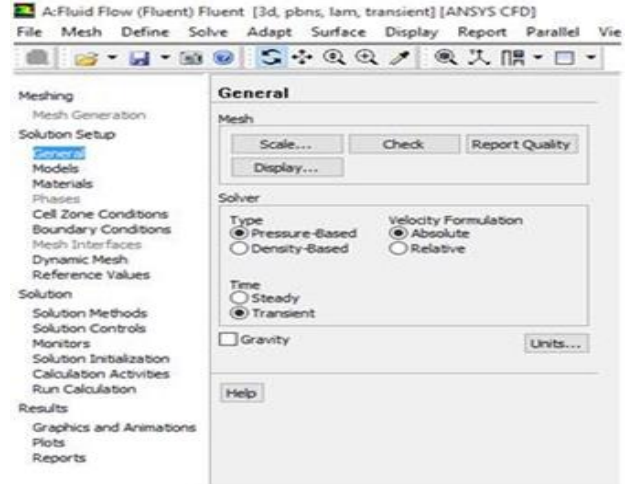 A:Fluid Flow (Fluent) Fluent [3d, pbns, lam, transient] [ANSYS CFD]
File Mesh Define Solve Adapt Surface Display Report Parallel Vie
Meshing
Mesh Generation
Solution Setup
General
Models
Materials
Phases
Cell Zone Conditions
Boundary Conditions
Mesh Interfaces
Dynamic Mesh
Reference Values
Solution
Solution Methods
Solution Controls
Monitors
Solution Initialization
Calculation Activities
Run Calculation
Results
Graphics and Animations
Plots
Reports
General
Mesh
Scale... Check Report Quality
Display...
Solver
Type Velocity Formulation
Pressure-Based Absolute
Density-Based Relative
Time
Steady
Transient
Gravity Units...
Help